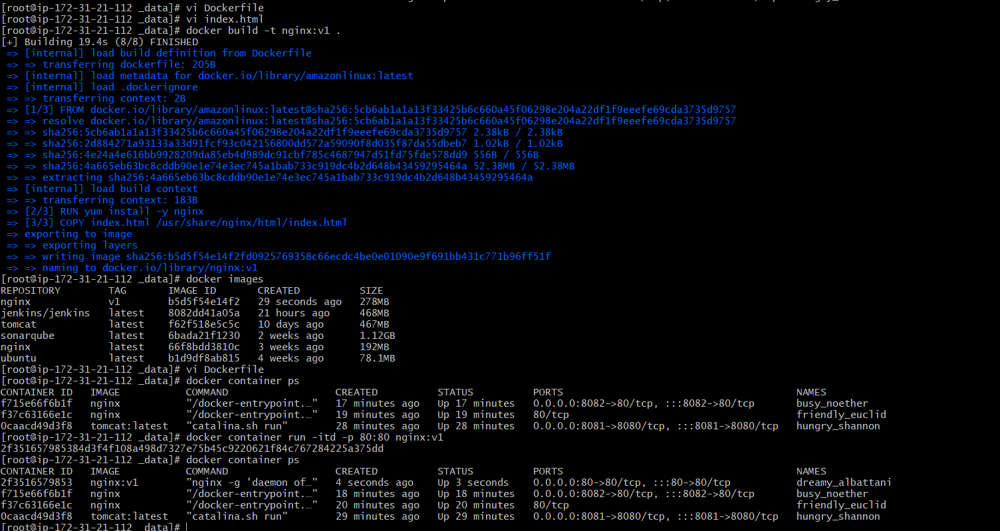 [root@ip-172-31-21-112 _data]# vi Dockerfile
[root@ip-172-31-21-112 _data]# vi index.html
[root@ip-172-31-21-112 _data]# docker build -t nginx:v1 .
[+] Building 19.4s (8/8) FINISHED
=> [internal] load build definition from Dockerfile
=> => transferring dockerfile: 205B
=> [internal] load metadata for docker.io/library/amazonlinux:latest
=> [internal] load .dockerignore
=> => transferring context: 2B
=> [1/3] FROM docker.io/library/amazonlinux:latest@sha256:5cb6ab1a1a13f33425b6c660a45f06298e204a22df1f9eeefe69cda3735d9757
=> => resolve docker.io/library/amazonlinux:latest@sha256:5cb6ab1a1a13f33425b6c660a45f06298e204a22df1f9eeefe69cda3735d9757
=> => sha256:5cb6ab1a1a13f33425b6c660a45f06298e204a22df1f9eeefe69cda3735d9757 2.38kB / 2.38kB
=> => sha256:2d884271a93133a33d91fcf93c042156800dd572a59090f8d035f87da55dbeb7 1.02kB / 1.02kB
=> => sha256:4e24a4e616bb9928209da85eb4d989dc91cbf785c4687947d51fd75fde578dd9 556B / 556B
=> => sha256:4a665eb63bc8cddb90e1e74e3ec745a1bab733c919dc4b2d648b43459295464a 52.38MB / 52.38MB
=> => extracting sha256:4a665eb63bc8cddb90e1e74e3ec745a1bab733c919dc4b2d648b43459295464a
=> [internal] load build context
=> => transferring context: 183B
=> [2/3] RUN yum install -y nginx
=> [3/3] COPY index.html /usr/share/nginx/html/index.html
=> exporting to image
=> => exporting layers
=> => writing image sha256:b5d5f54e14f2fd0925769358c66ecdc4be0e01090e9f691bb431c771b96ff51f
=> => naming to docker.io/library/nginx:v1
[root@ip-172-31-21-112 _data]# docker images
REPOSITORY TAG IMAGE ID CREATED SIZE
nginx v1 b5d5f54e14f2 29 seconds ago 278MB
jenkins/jenkins latest 8082dd41a05a 21 hours ago 468MB
tomcat latest f62f518e5c5c 10 days ago 467MB
sonarqube latest 6bada21f1230 2 weeks ago 1.12GB
nginx latest 66f8bdd3810c 3 weeks ago 192MB
ubuntu latest b1d9df8ab815 4 weeks ago 78.1MB
[root@ip-172-31-21-112 _data]# vi Dockerfile
[root@ip-172-31-21-112 _data]# docker container ps
CONTAINER ID IMAGE COMMAND CREATED STATUS PORTS NAMES
f715e66f6b1f nginx "/docker-entrypoint.…" 17 minutes ago Up 17 minutes 0.0.0.0:8082->80/tcp, :::8082->80/tcp busy_noether
f37c63166e1c nginx "/docker-entrypoint.…" 19 minutes ago Up 19 minutes 80/tcp friendly_euclid
0caacd49d3f8 tomcat:latest "catalina.sh run" 28 minutes ago Up 28 minutes 0.0.0.0:8081->8080/tcp, :::8081->8080/tcp hungry_shannon
[root@ip-172-31-21-112 _data]# docker container run -itd -p 80:80 nginx:v1
2f351657985384d3f4f108a498d7327e75b45c9220621f84c767284225a375dd
[root@ip-172-31-21-112 _data]# docker container ps
CONTAINER ID IMAGE COMMAND CREATED STATUS PORTS NAMES
2f3516579853 nginx:v1 "nginx -g 'daemon of…" 4 seconds ago Up 3 seconds 0.0.0.0:80->80/tcp, :::80->80/tcp dreamy_albattani
f715e66f6b1f nginx "/docker-entrypoint.…" 18 minutes ago Up 18 minutes 0.0.0.0:8082->80/tcp, :::8082->80/tcp busy_noether
f37c63166e1c nginx "/docker-entrypoint.…" 20 minutes ago Up 20 minutes 80/tcp friendly_euclid
0caacd49d3f8 tomcat:latest "catalina.sh run" 29 minutes ago Up 29 minutes 0.0.0.0:8081->8080/tcp, :::8081->8080/tcp hungry_shannon
[root@ip-172-31-21-112 _data]#